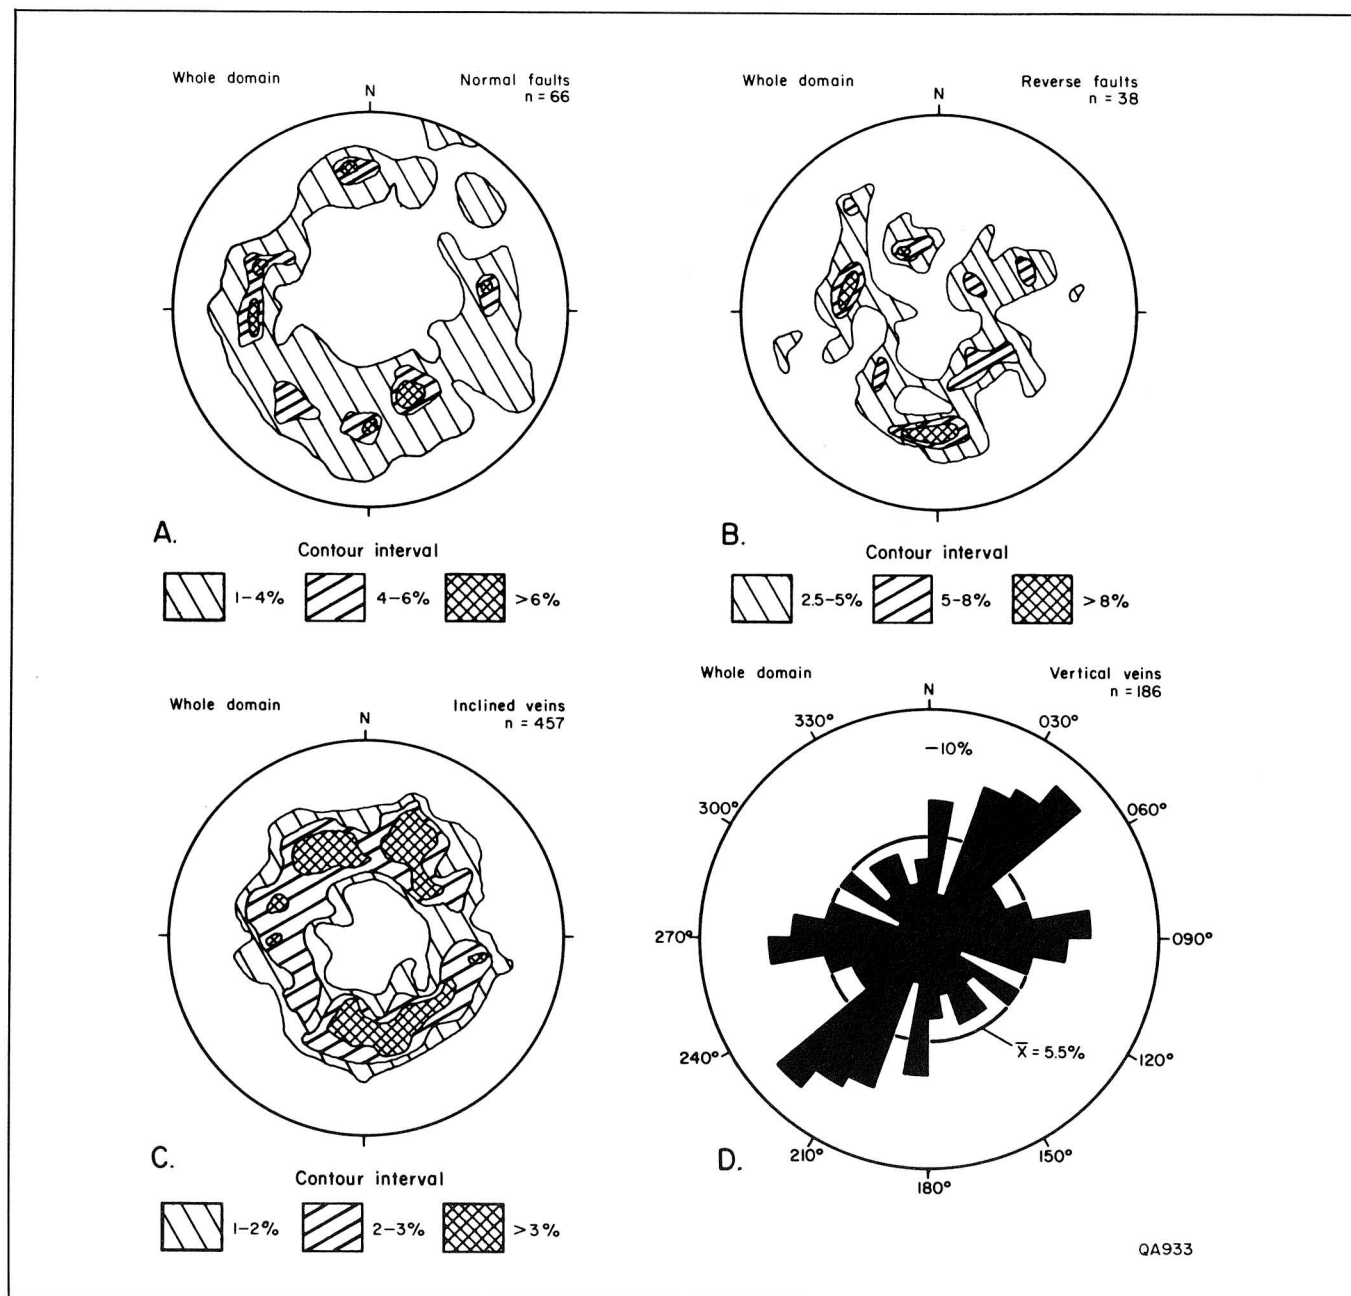 Whole domain
Normal faults
n = 66
N
A.
Contour interval
1–4%
4–6%
>6%
Whole domain
Reverse faults
n = 38
N
B.
Contour interval
2.5–5%
5–8%
>8%
Whole domain
Inclined veins
n = 457
N
C.
Contour interval
1–2%
2–3%
>3%
Whole domain
Vertical veins
n = 186
N
–10%
330°
030°
300°
060°
270°
090°
240°
120°
X̄ = 5.5%
210°
150°
180°
D.
QA933